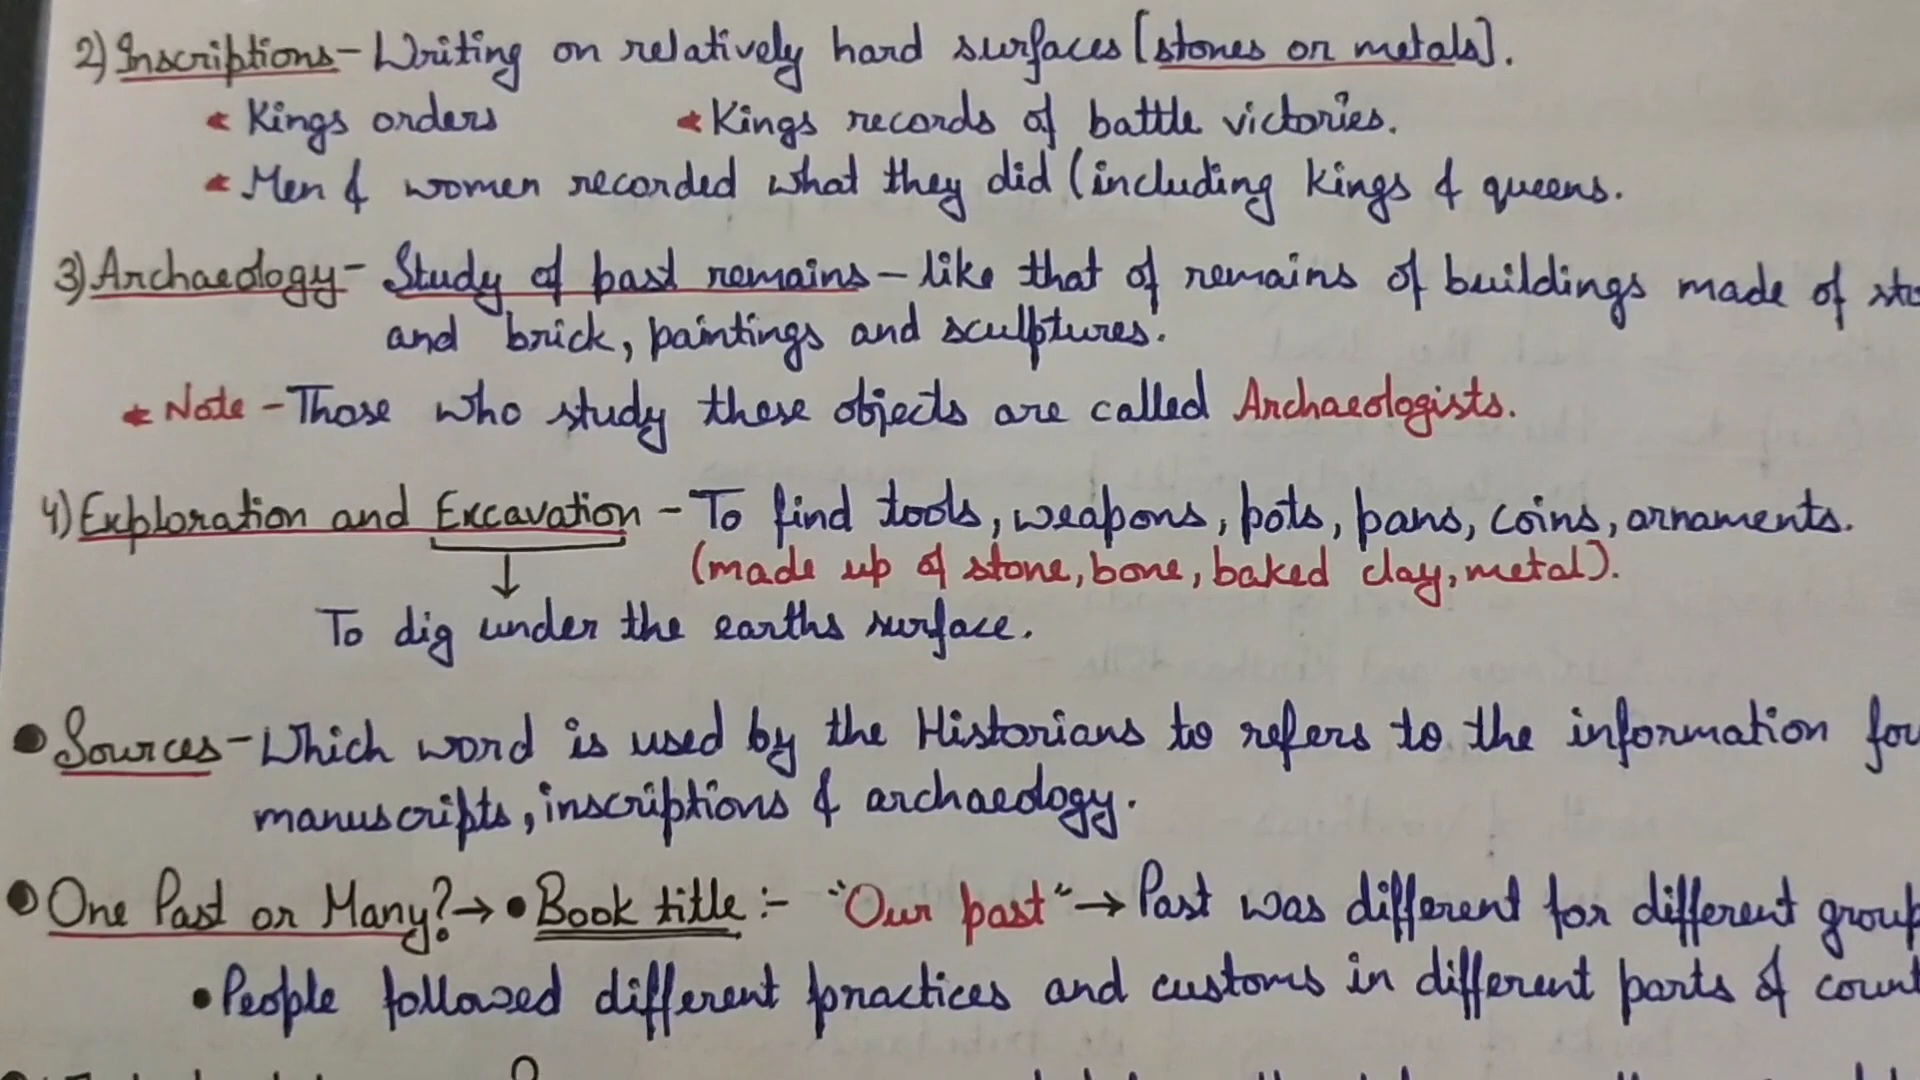 2) Inscriptions - Writing on relatively hard surfaces [stones or metals].
* Kings orders * Kings records of battle victories.
* Men & women recorded what they did (including kings & queens.
3) Archaeology - Study of past remains - like that of remains of buildings made of
and brick, paintings and sculptures.
* Note - Those who study these objects are called Archaeologists.
4) Exploration and Excavation - To find tools, weapons, pots, pans, coins, ornaments.
(made up of stone, bone, baked clay, metal).
↓
To dig under the earths surface.
• Sources - Which word is used by the Historians to refers to the information
manuscripts, inscriptions & archaeology.
• One Past or Many? → • Book title :- "Our past" → Past was different for different group
• People followed different practices and customs in different parts of